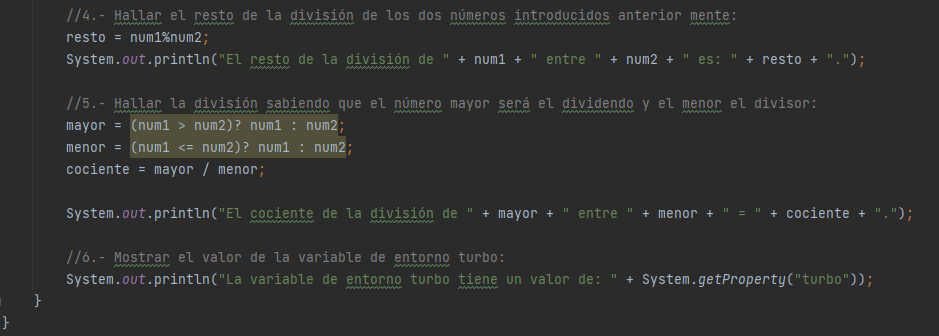 //4.- Hallar el resto de la división de los dos números introducidos anterior mente:
resto = num1%num2;
System.out.println("El resto de la división de " + num1 + " entre " + num2 + " es: " + resto + ".");
//5.- Hallar la división sabiendo que el número mayor será el dividendo y el menor el divisor:
mayor = (num1 > num2)? num1 : num2;
menor = (num1 <= num2)? num1 : num2;
cociente = mayor / menor;
System.out.println("El cociente de la división de " + mayor + " entre " + menor + " = " + cociente + ".");
//6.- Mostrar el valor de la variable de entorno turbo:
System.out.println("La variable de entorno turbo tiene un valor de: " + System.getProperty("turbo"));
}
}